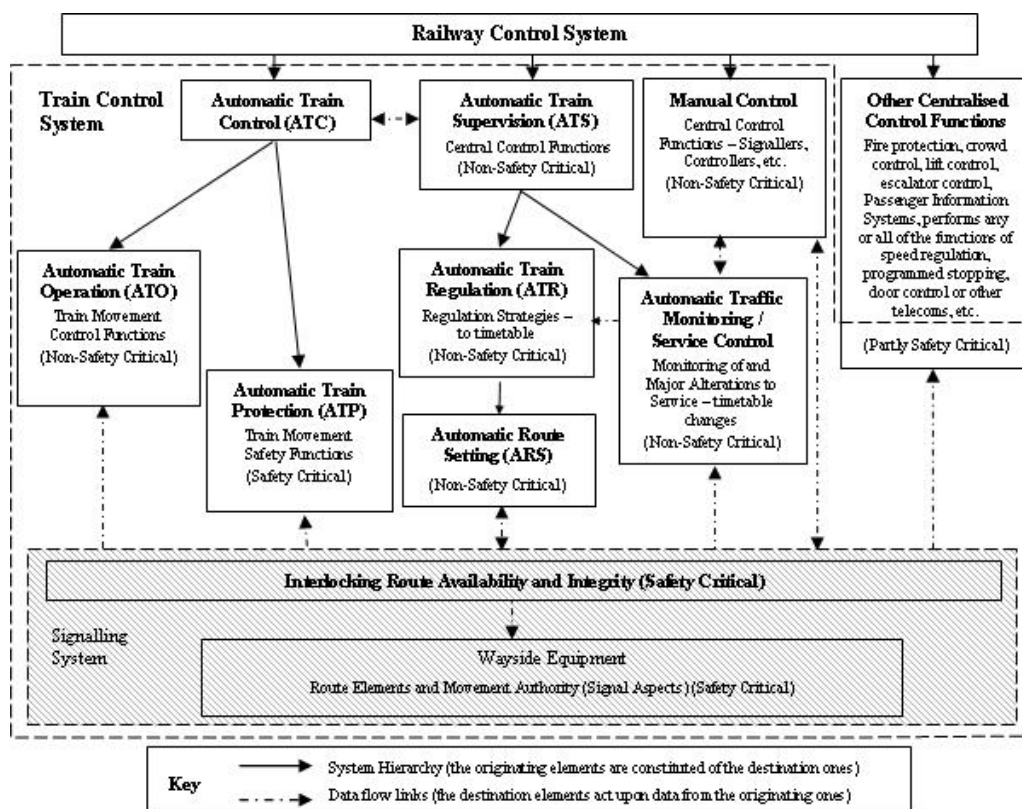 Railway Control System
Train Control
System
Automatic Train
Control (ATC)
Automatic Train
Supervision (ATS)
Central Control Functions
(Non-Safety Critical)
Manual Control
Central Control
Functions – Signallers,
Controllers, etc.
(Non-Safety Critical)
Other Centralised
Control Functions
Fire protection, crowd
control, lift control,
escalator control,
Passenger Information
Systems, performs any
or all of the functions of
speed regulation,
programmed stopping,
door control or other
telecoms, etc.
(Partly Safety Critical)
Automatic Train
Operation (ATO)
Train Movement
Control Functions
(Non-Safety Critical)
Automatic Train
Protection (ATP)
Train Movement
Safety Functions
(Safety Critical)
Automatic Train
Regulation (ATR)
Regulation Strategies –
to timetable
(Non-Safety Critical)
Automatic Route
Setting (ARS)
(Non-Safety Critical)
Automatic Traffic
Monitoring /
Service Control
Monitoring of and
Major Alterations to
Service – timetable
changes
(Non-Safety Critical)
Interlocking Route Availability and Integrity (Safety Critical)
Signalling
System
Wayside Equipment
Route Elements and Movement Authority (Signal Aspects) (Safety Critical)
Key
System Hierarchy (the originating elements are constituted of the destination ones)
Data flow links (the destination elements act upon data from the originating ones)